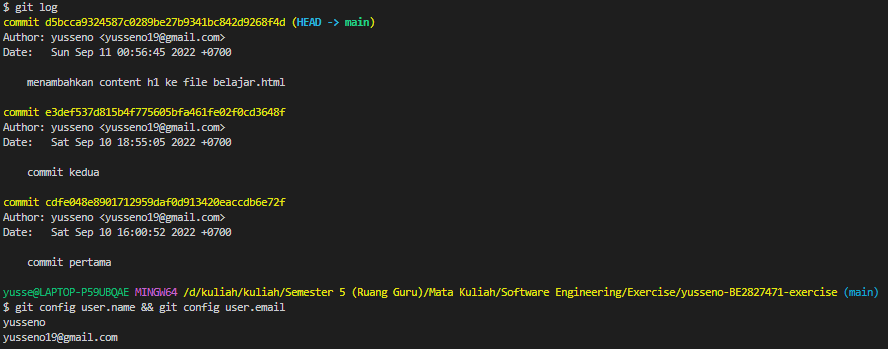 $ git log
commit d5bcca9324587c0289be27b9341bc842d9268f4d (HEAD -> main)
Author: yusseno <yusseno19@gmail.com>
Date:   Sun Sep 11 00:56:45 2022 +0700

    menambahkan content h1 ke file belajar.html

commit e3def537d815b4f775605bfa461fe02f0cd3648f
Author: yusseno <yusseno19@gmail.com>
Date:   Sat Sep 10 18:55:05 2022 +0700

    commit kedua

commit cdfe048e8901712959daf0d913420eaccdb6e72f
Author: yusseno <yusseno19@gmail.com>
Date:   Sat Sep 10 16:00:52 2022 +0700

    commit pertama

yusse@LAPTOP-P59UBQAE MINGW64 /d/kuliah/kuliah/Semester 5 (Ruang Guru)/Mata Kuliah/Software Engineering/Exercise/yusseno-BE2827471-exercise (main)
$ git config user.name && git config user.email
yusseno
yusseno19@gmail.com